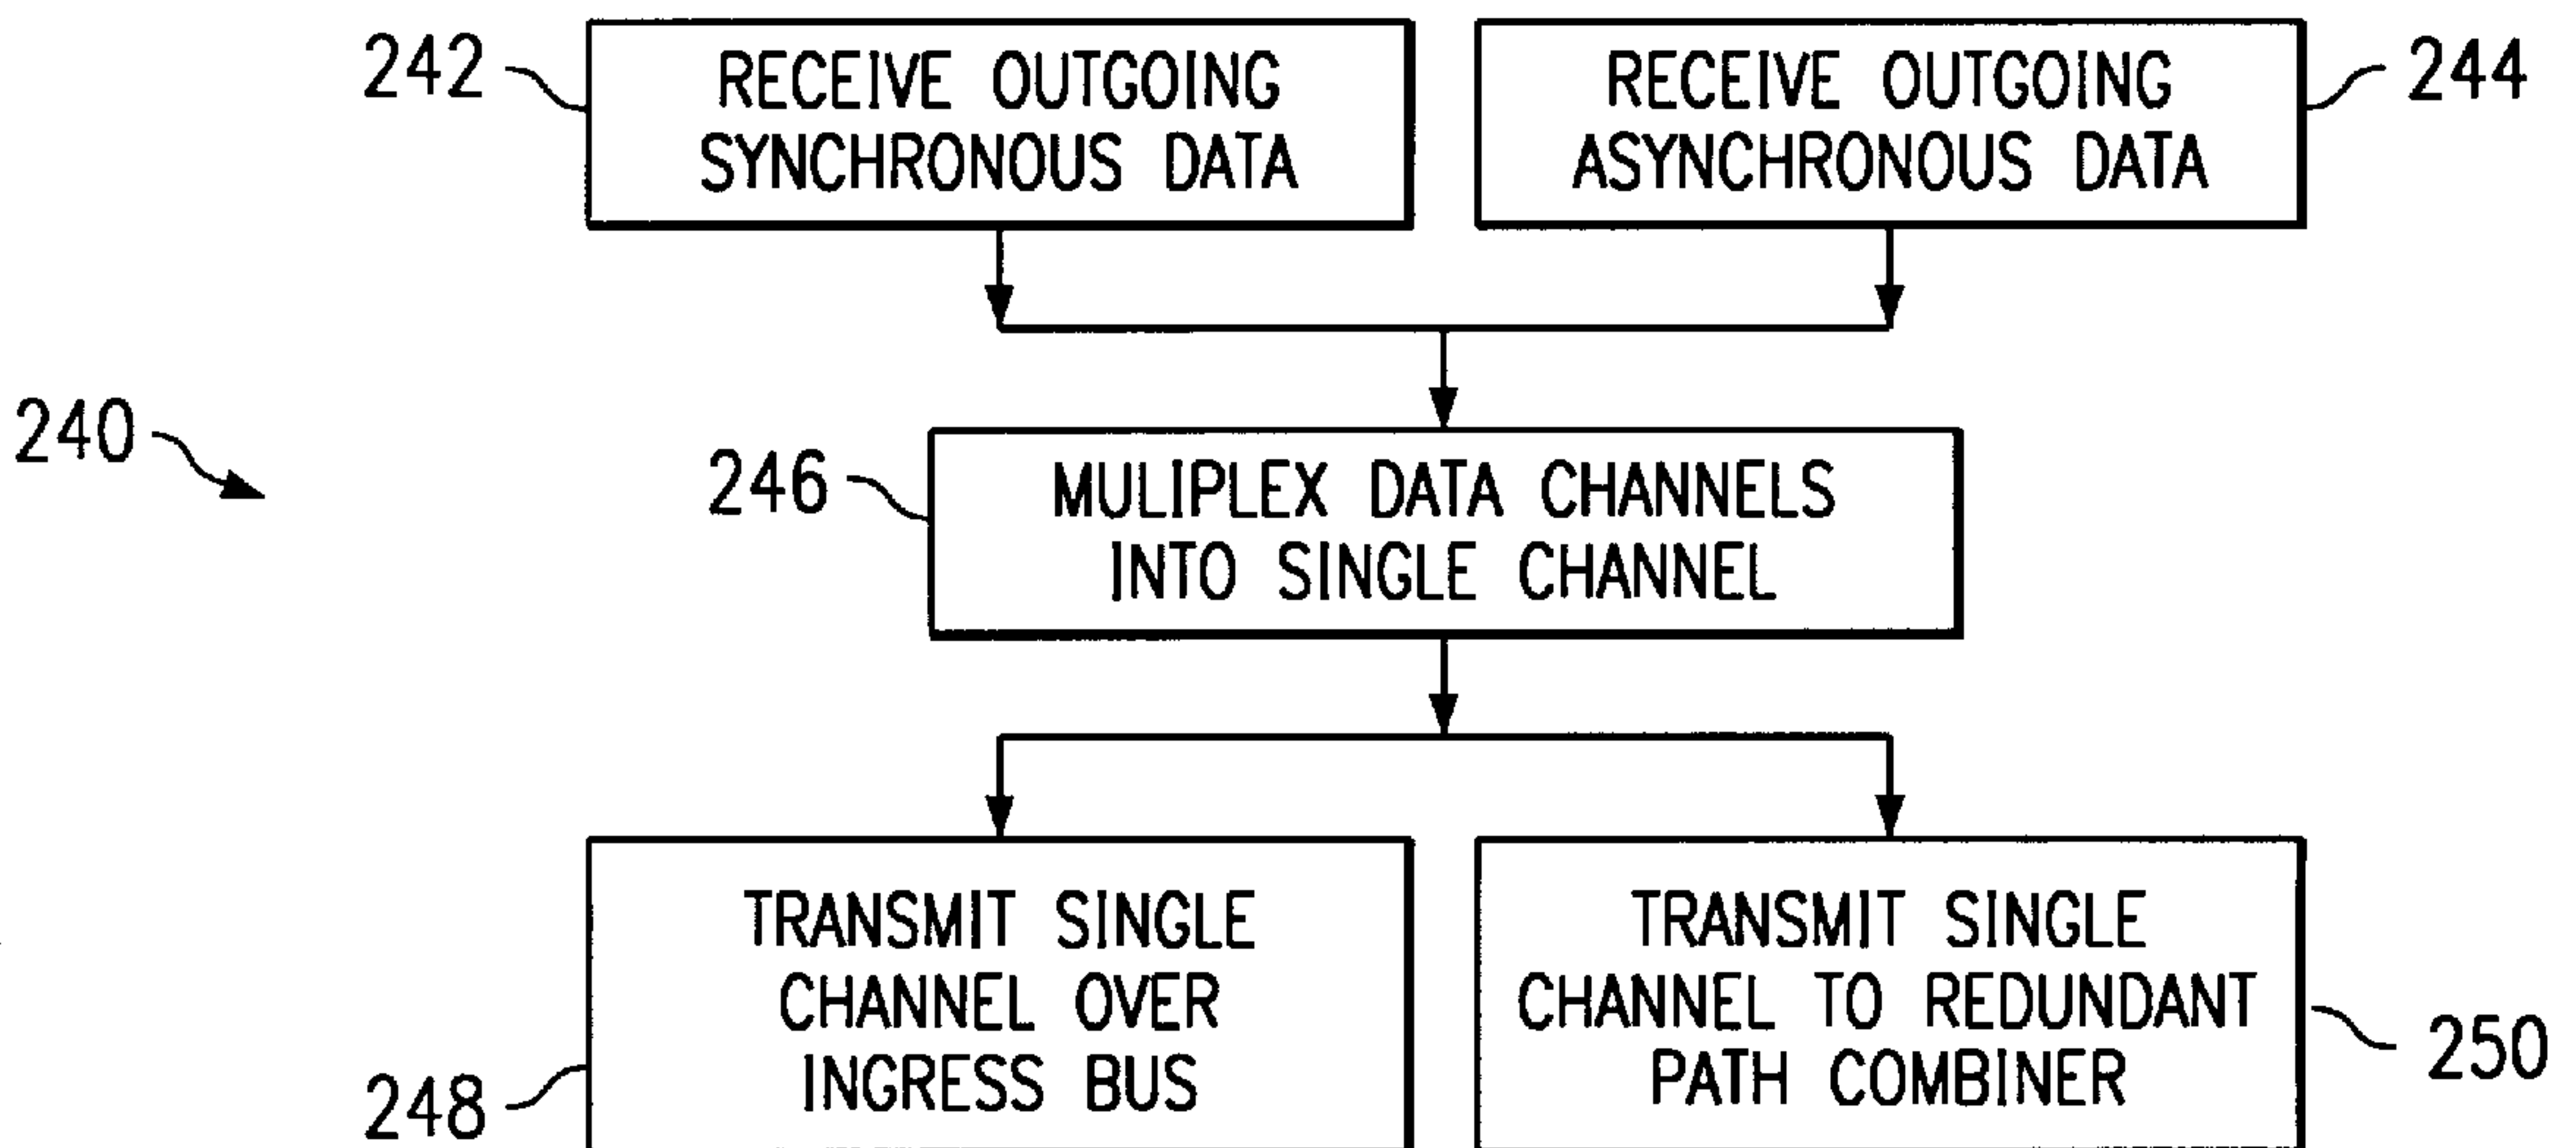 242
RECEIVE OUTGOING
SYNCHRONOUS DATA
RECEIVE OUTGOING
ASYNCHRONOUS DATA
244
240
246
MULIPLEX DATA CHANNELS
INTO SINGLE CHANNEL
TRANSMIT SINGLE
CHANNEL OVER
INGRESS BUS
248
TRANSMIT SINGLE
CHANNEL TO REDUNDANT
PATH COMBINER
250